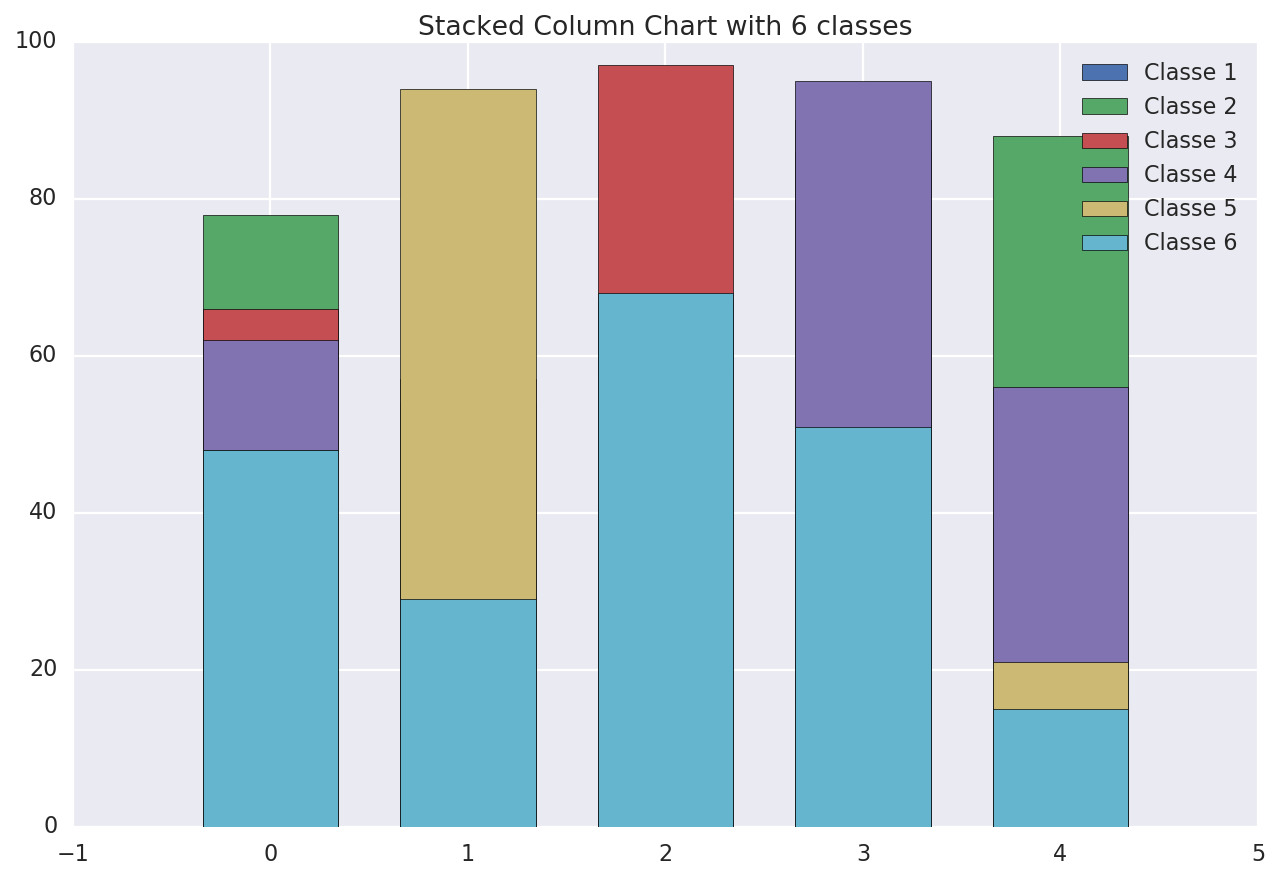 Stacked Column Chart with 6 classes
100
80
60
40
20
0
−1 0 1 2 3 4 5
Classe 1
Classe 2
Classe 3
Classe 4
Classe 5
Classe 6